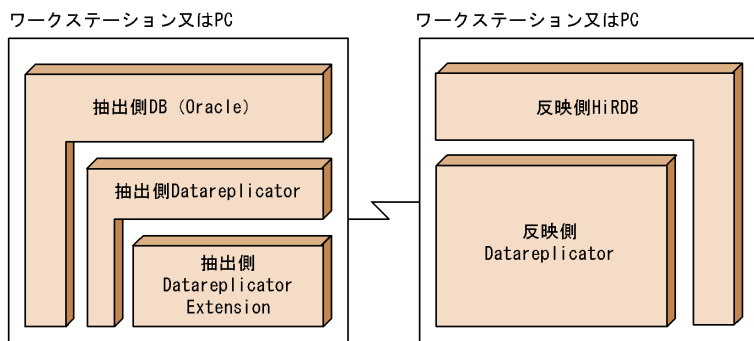 ワークステーション又はPC
抽出側DB（Oracle）
抽出側Datareplicator
抽出側
Datareplicator
Extension
ワークステーション又はPC
反映側HiRDB
反映側
Datareplicator